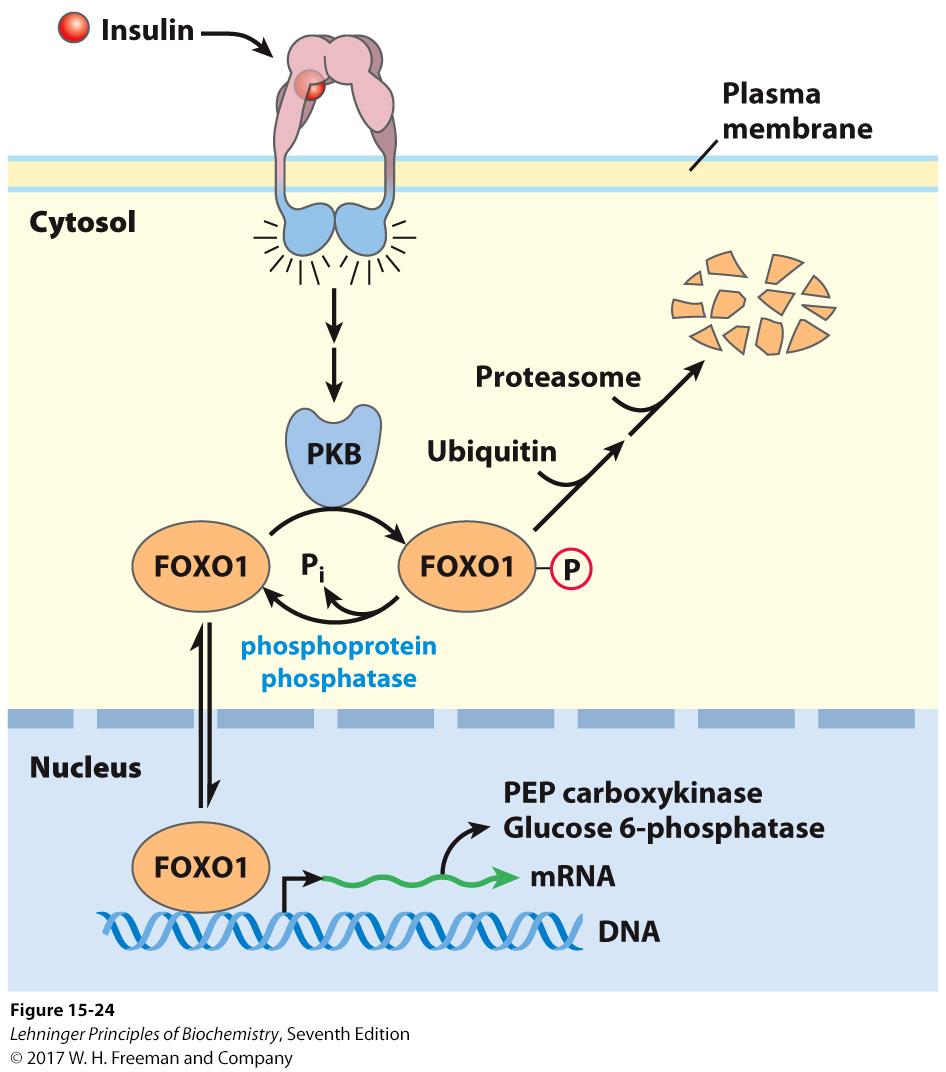 Insulin
Plasma
membrane
Cytosol
Proteasome
Ubiquitin
PKB
FOXO1
Pi
FOXO1
P
phosphoprotein
phosphatase
Nucleus
PEP carboxykinase
Glucose 6-phosphatase
FOXO1
mRNA
DNA
Figure 15-24
Lehninger Principles of Biochemistry, Seventh Edition
© 2017 W. H. Freeman and Company